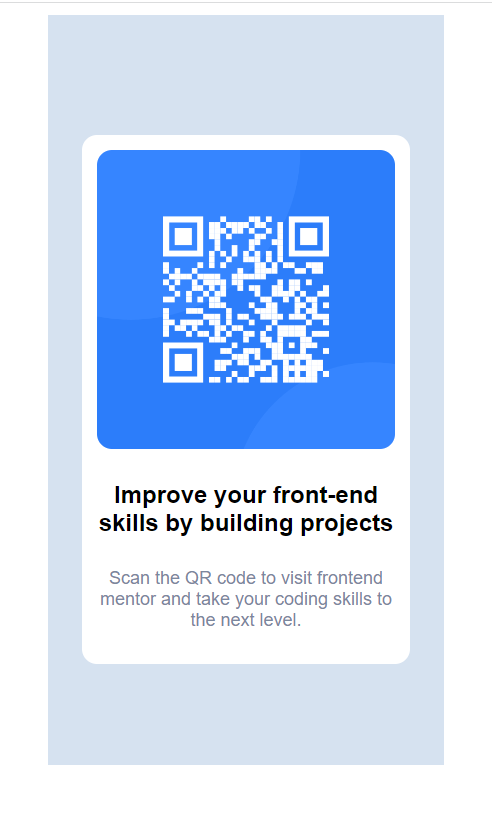 Improve your front-end
skills by building projects
Scan the QR code to visit frontend
mentor and take your coding skills to
the next level.